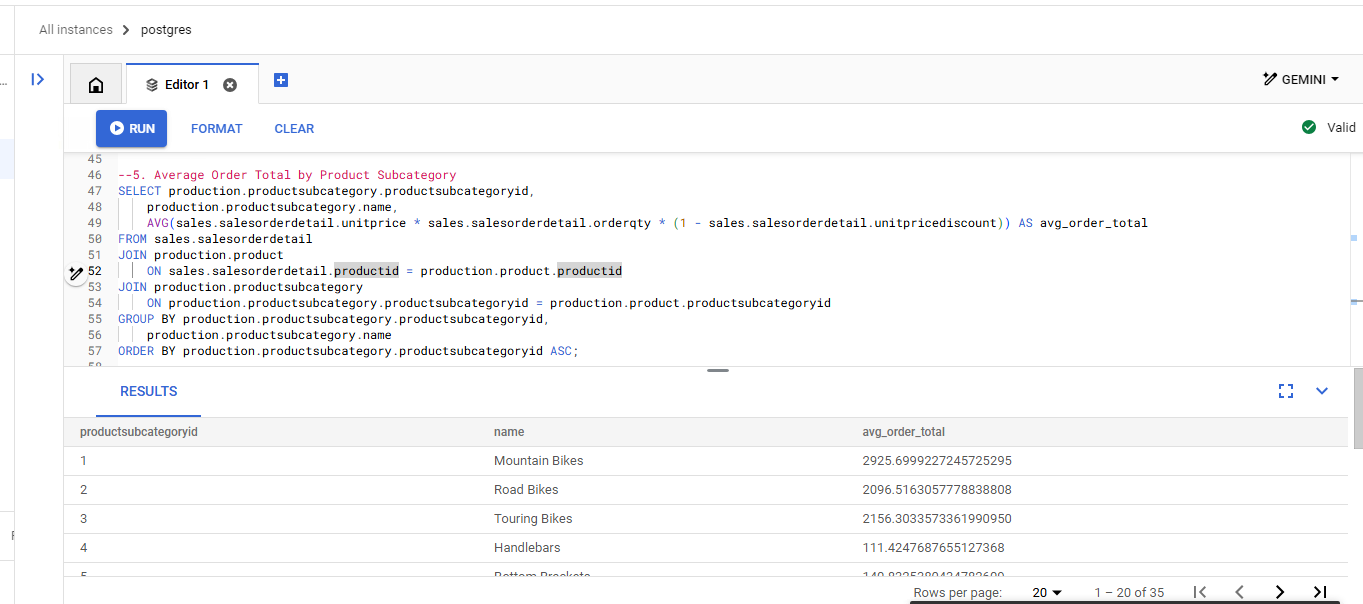 All instances > postgres
Editor 1
GEMINI
RUN FORMAT CLEAR
Valid
45
46 --5. Average Order Total by Product Subcategory
47 SELECT production.productsubcategory.productsubcategoryid,
48 production.productsubcategory.name,
49 AVG(sales.salesorderdetail.unitprice * sales.salesorderdetail.orderqty * (1 - sales.salesorderdetail.unitpricediscount)) AS avg_order_total
50 FROM sales.salesorderdetail
51 JOIN production.product
52 ON sales.salesorderdetail.productid = production.product.productid
53 JOIN production.productsubcategory
54 ON production.productsubcategory.productsubcategoryid = production.product.productsubcategoryid
55 GROUP BY production.productsubcategory.productsubcategoryid,
56 production.productsubcategory.name
57 ORDER BY production.productsubcategory.productsubcategoryid ASC;
RESULTS
productsubcategoryid name avg_order_total
1 Mountain Bikes 2925.6999227245725295
2 Road Bikes 2096.5163057778838808
3 Touring Bikes 2156.3033573361990950
4 Handlebars 111.4247687655127368
5 Bottom Brackets
Rows per page: 20 1 – 20 of 35